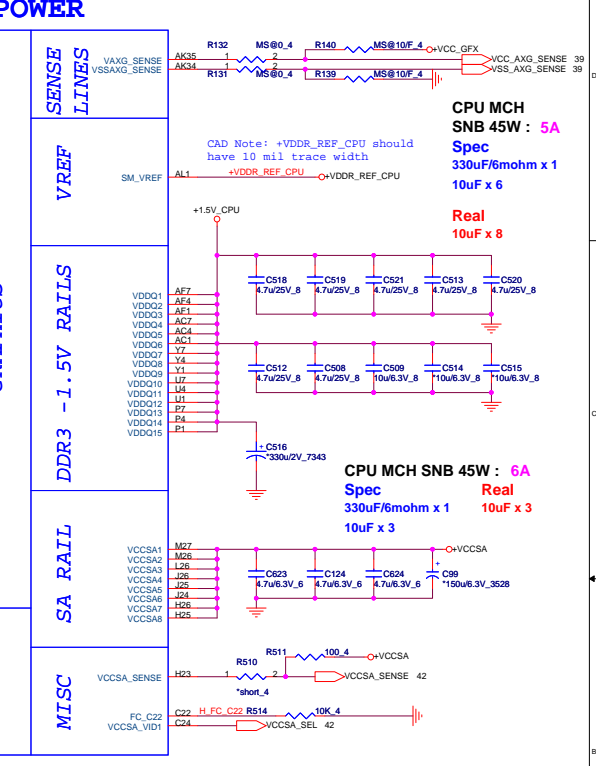 POWER
SENSE
LINES
VAXG_SENSE
VSSAXG_SENSE
AK35
AK34
R132 MS@0_4
R140 MS@10/F_4
+VCC_GFX
1 2
1 2
R131 MS@0_4
R139 MS@10/F_4
VCC_AXG_SENSE 39
VSS_AXG_SENSE 39
D
CPU MCH
SNB 45W : 5A
Spec
330uF/6mohm x 1
10uF x 6
Real
10uF x 8
VREF
CAD Note: +VDDR_REF_CPU should
have 10 mil trace width
SM_VREF
AL1
+VDDR_REF_CPU
+VDDR_REF_CPU
+1.5V_CPU
DDR3 -1.5V RAILS
VDDQ1 AF7
VDDQ2 AF4
VDDQ3 AF1
VDDQ4 AC7
VDDQ5 AC4
VDDQ6 AC1
VDDQ7 Y7
VDDQ8 Y4
VDDQ9 Y1
VDDQ10 U7
VDDQ11 U4
VDDQ12 U1
VDDQ13 P7
VDDQ14 P4
VDDQ15 P1
C518 C519 C521 C513 C520
4.7u/25V_8 4.7u/25V_8 4.7u/25V_8 4.7u/25V_8 4.7u/25V_8
C512 C508 C509 C514 C515
4.7u/25V_8 4.7u/25V_8 10u/6.3V_8 *10u/6.3V_8 *10u/6.3V_8
C
+ C516
*330u/2V_7343
CPU MCH SNB 45W : 6A
Spec Real
330uF/6mohm x 1 10uF x 3
10uF x 3
SA RAIL
VCCSA1 M27
VCCSA2 M26
VCCSA3 L26
VCCSA4 J26
VCCSA5 J25
VCCSA6 J24
VCCSA7 H26
VCCSA8 H25
+VCCSA
+
C623 C124 C624 C99
4.7u/6.3V_6 4.7u/6.3V_6 4.7u/6.3V_6 *150u/6.3V_3528
MISC
VCCSA_SENSE H23
R511 100_4 +VCCSA
R510
1 2
*short_4
VCCSA_SENSE 42
FC_C22 C22 H_FC_C22 R514 10K_4
VCCSA_VID1 C24
VCCSA_SEL 42
B